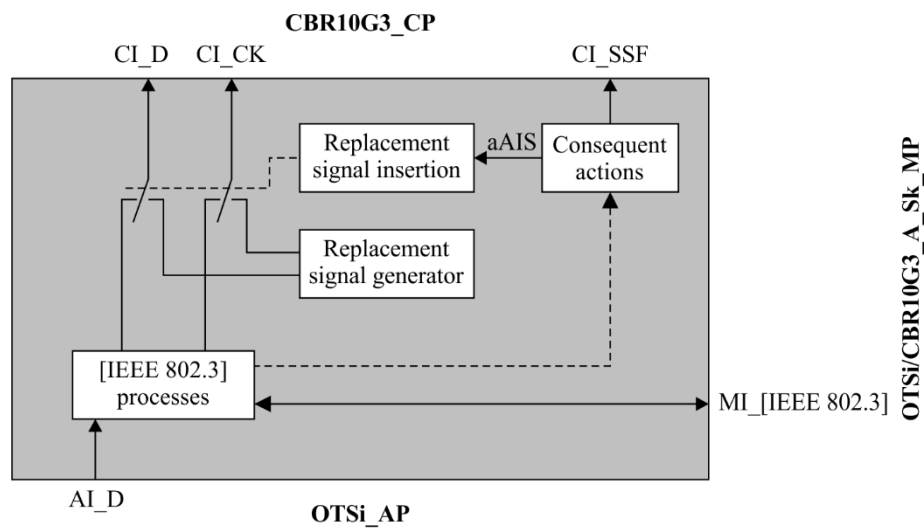 CBR10G3_CP
CI_D
CI_CK
CI_SSF
Replacement
signal insertion
aAIS
Consequent
actions
Replacement
signal generator
[IEEE 802.3]
processes
MI_[IEEE 802.3]
OTSi/CBR10G3_A_Sk_MP
AI_D
OTSi_AP